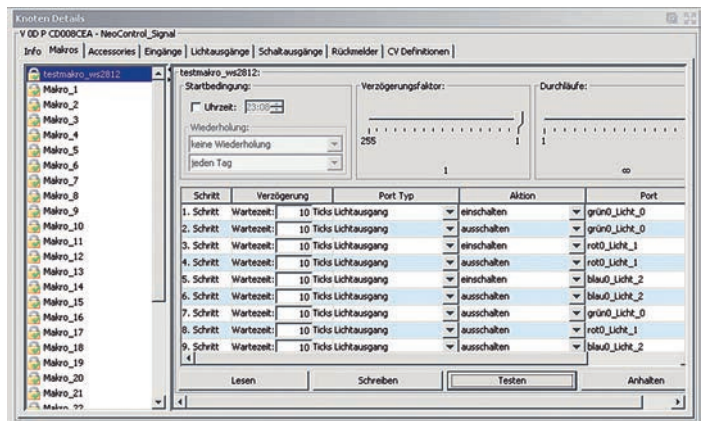 Knoten Details
V 0D P CD008CEA - NeoControl_Signal
Info Makros Accessories Eingänge Lichtausgänge Schaltausgänge Rückmelder CV Definitionen
testmakro_ws2812
Makro_1
Makro_2
Makro_3
Makro_4
Makro_5
Makro_6
Makro_7
Makro_8
Makro_9
Makro_10
Makro_11
Makro_12
Makro_13
Makro_14
Makro_15
Makro_16
Makro_17
Makro_18
Makro_19
Makro_20
Makro_21
Makro_22
testmakro_ws2812:
Startbedingung:
Uhrzeit: 23:08
Wiederholung:
keine Wiederholung
jeden Tag
Verzögerungsfaktor:
255 1
1
Durchläufe:
1
∞
Schritt Verzögerung Port Typ Aktion Port
1. Schritt Wartezeit: 10 Ticks Lichtausgang einschalten grün0_Licht_0
2. Schritt Wartezeit: 10 Ticks Lichtausgang ausschalten grün0_Licht_0
3. Schritt Wartezeit: 10 Ticks Lichtausgang einschalten rot0_Licht_1
4. Schritt Wartezeit: 10 Ticks Lichtausgang ausschalten rot0_Licht_1
5. Schritt Wartezeit: 10 Ticks Lichtausgang einschalten blau0_Licht_2
6. Schritt Wartezeit: 10 Ticks Lichtausgang ausschalten blau0_Licht_2
7. Schritt Wartezeit: 10 Ticks Lichtausgang ausschalten grün0_Licht_0
8. Schritt Wartezeit: 10 Ticks Lichtausgang ausschalten rot0_Licht_1
9. Schritt Wartezeit: 10 Ticks Lichtausgang ausschalten blau0_Licht_2
Lesen Schreiben Testen Anhalten